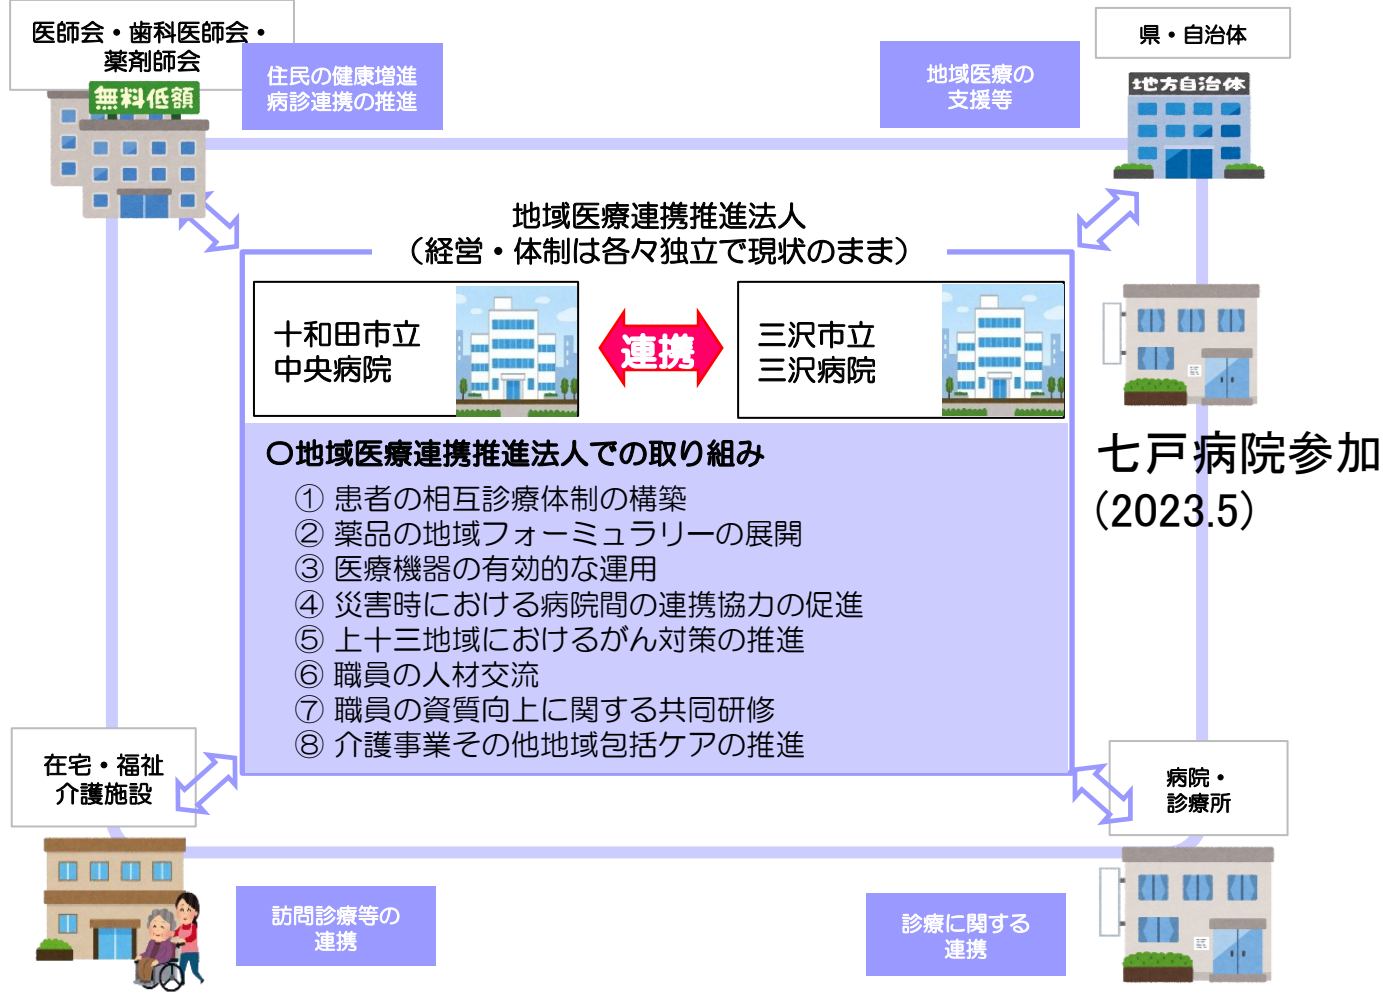 医師会・歯科医師会・
薬剤師会
無料低額
住民の健康増進
病診連携の推進
地域医療の
支援等
県・自治体
地方自治体
地域医療連携推進法人
（経営・体制は各々独立で現状のまま）
十和田市立
中央病院
連携
三沢市立
三沢病院
七戸病院参加
(2023.5)
〇地域医療連携推進法人での取り組み
① 患者の相互診療体制の構築
② 薬品の地域フォーミュラリーの展開
③ 医療機器の有効的な運用
④ 災害時における病院間の連携協力の促進
⑤ 上十三地域におけるがん対策の推進
⑥ 職員の人材交流
⑦ 職員の資質向上に関する共同研修
⑧ 介護事業その他地域包括ケアの推進
在宅・福祉
介護施設
病院・
診療所
訪問診療等の
連携
診療に関する
連携